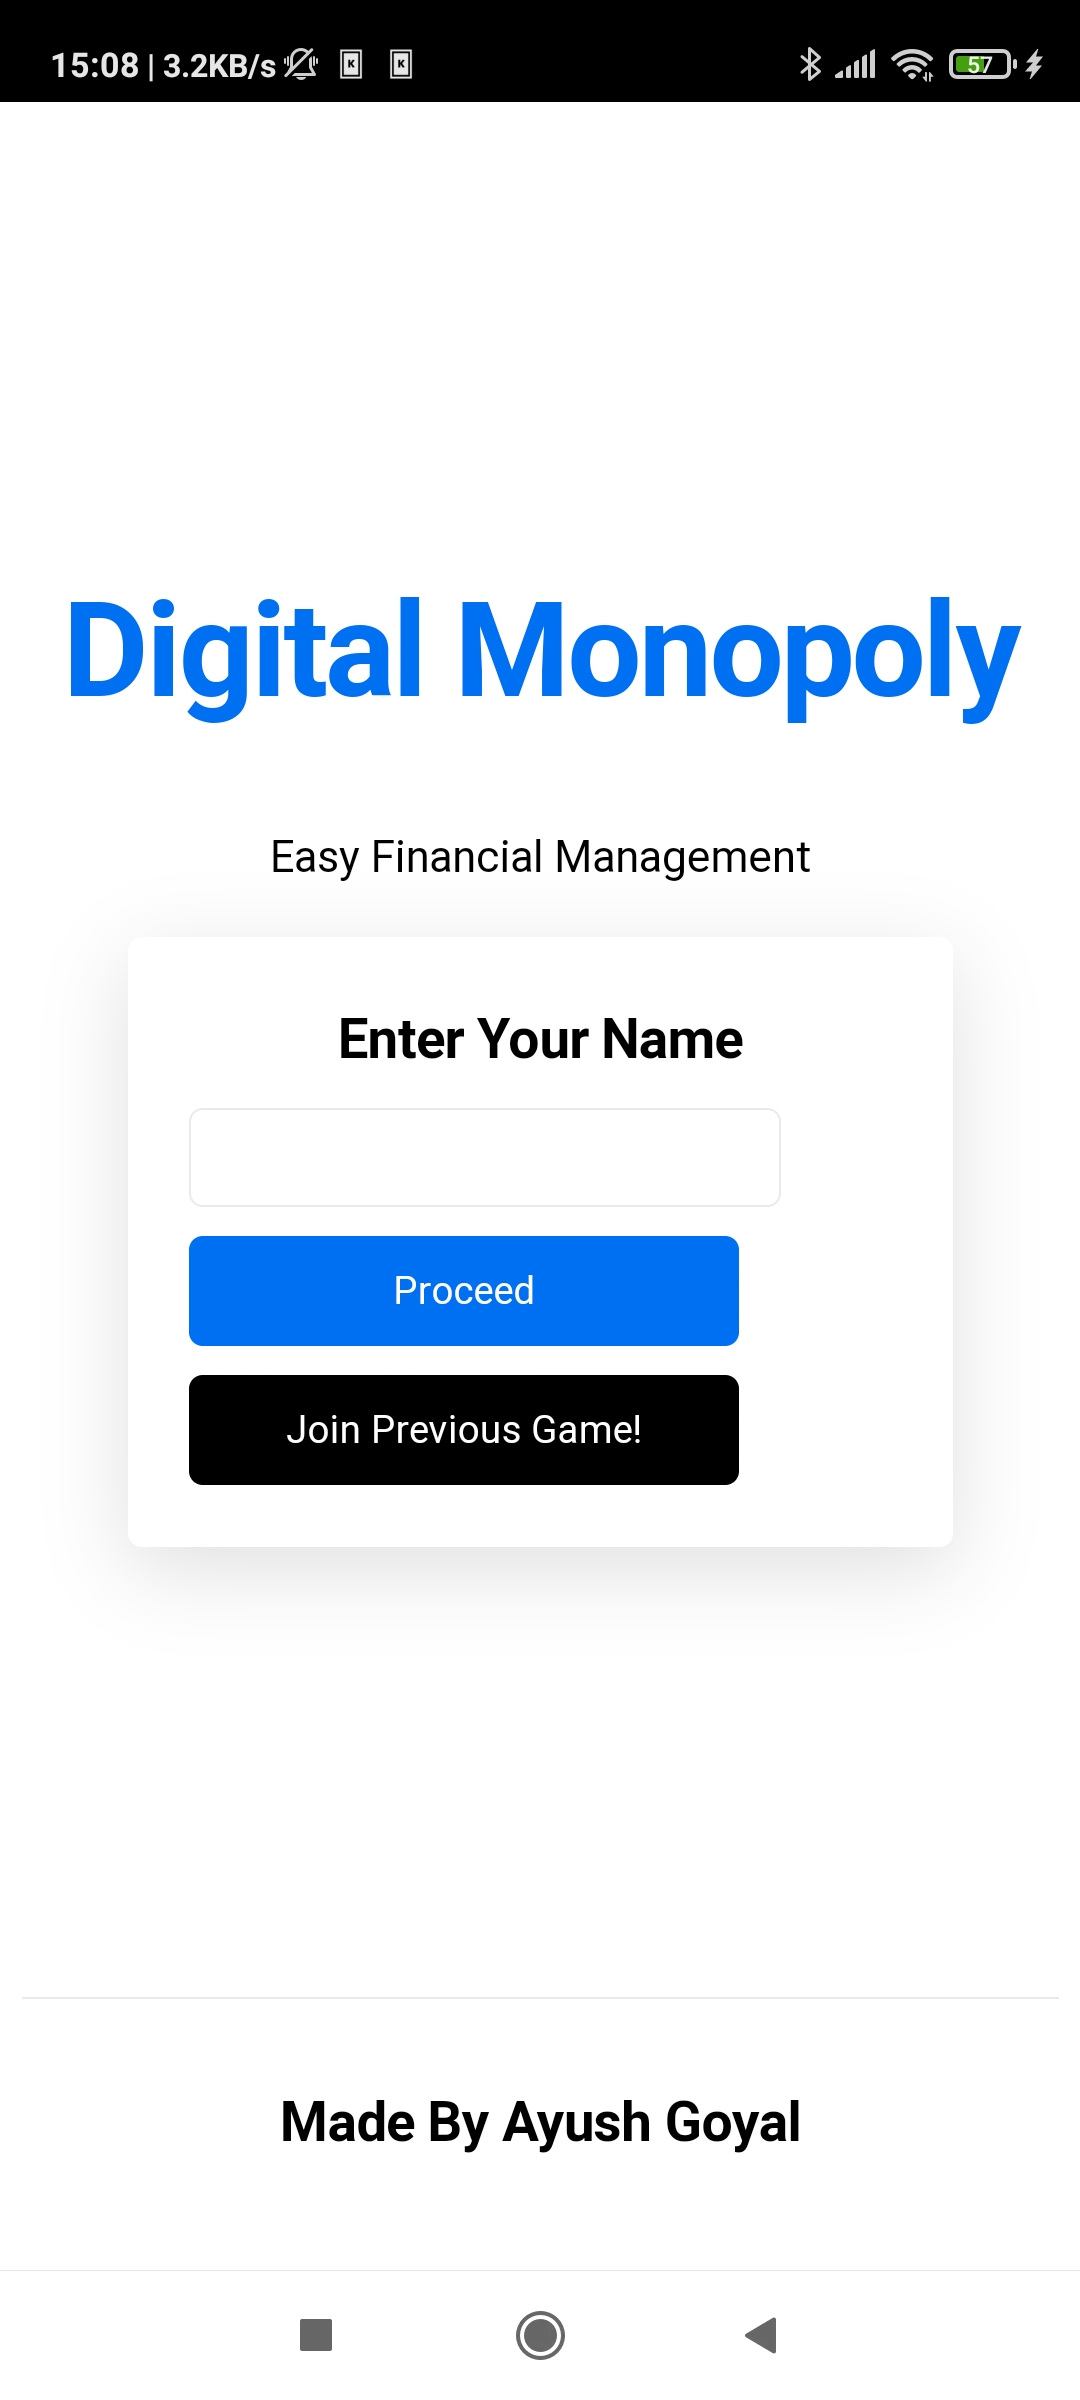 15:08 | 3.2KB/s K K 57
Digital Monopoly
Easy Financial Management
Enter Your Name
Proceed
Join Previous Game!
Made By Ayush Goyal